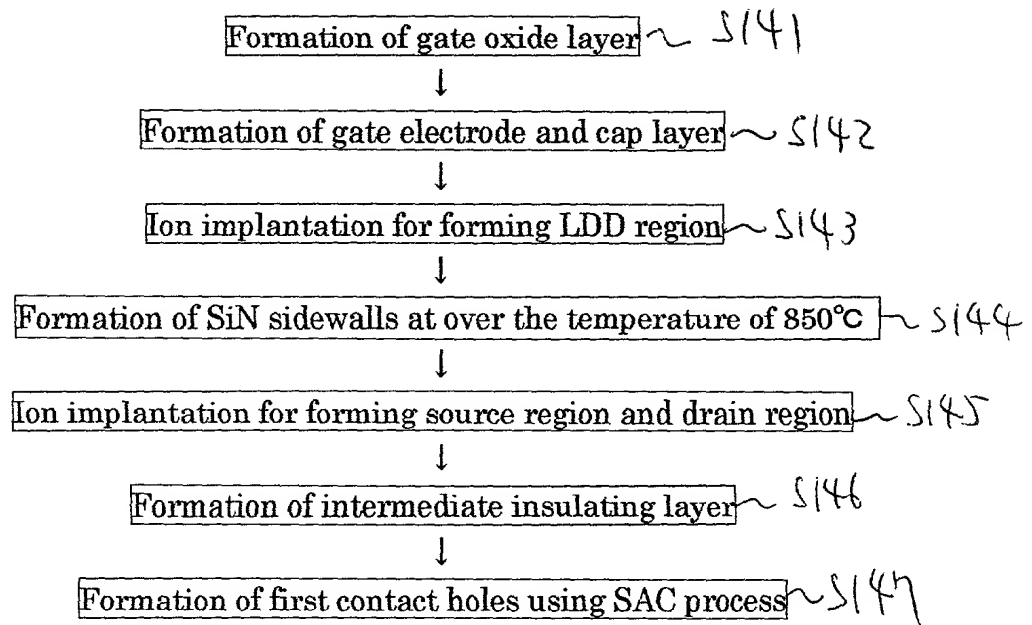 Formation of gate oxide layer S141
↓
Formation of gate electrode and cap layer S142
↓
Ion implantation for forming LDD region S143
↓
Formation of SiN sidewalls at over the temperature of 850℃ S144
↓
Ion implantation for forming source region and drain region S145
↓
Formation of intermediate insulating layer S146
↓
Formation of first contact holes using SAC process S147